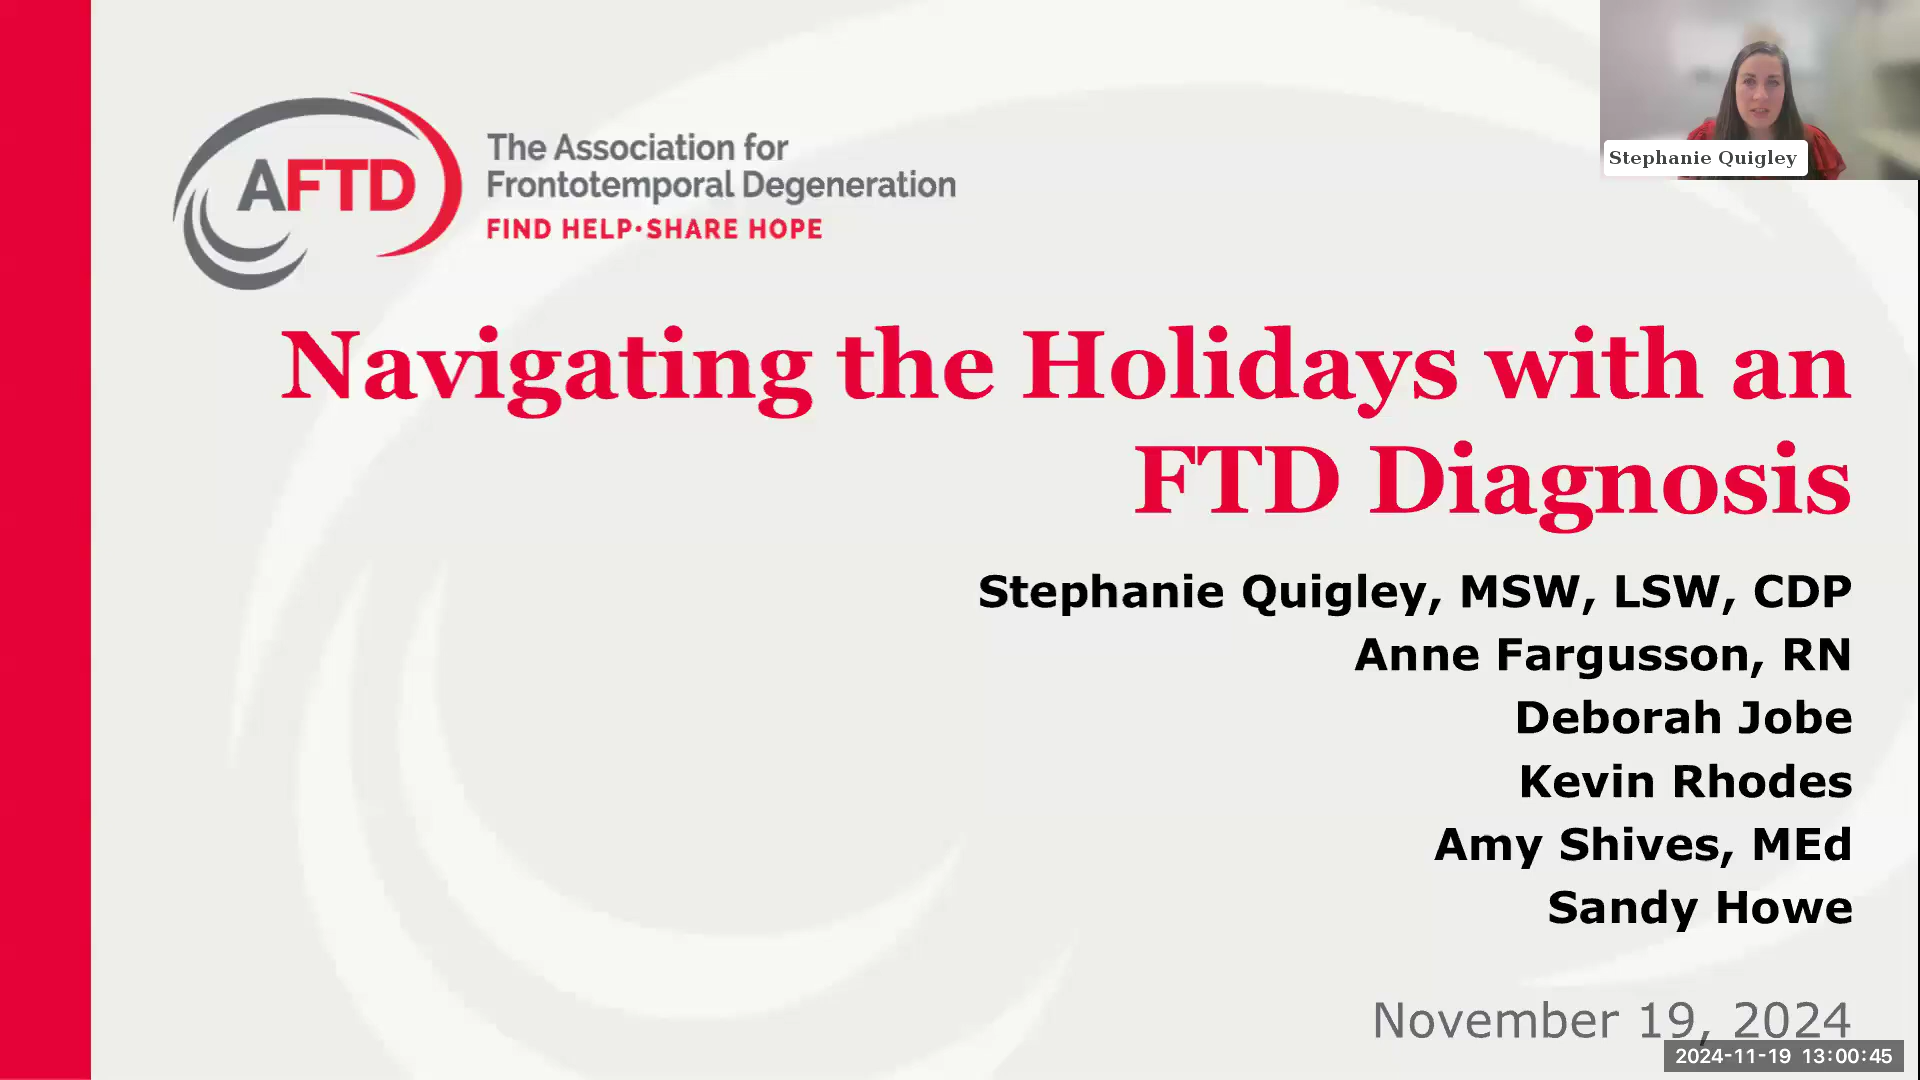 AFTD
The Association for
Frontotemporal Degeneration
FIND HELP•SHARE HOPE
Stephanie Quigley
Navigating the Holidays with an
FTD Diagnosis
Stephanie Quigley, MSW, LSW, CDP
Anne Fargusson, RN
Deborah Jobe
Kevin Rhodes
Amy Shives, MEd
Sandy Howe
November 19, 2024
2024-11-19 13:00:45